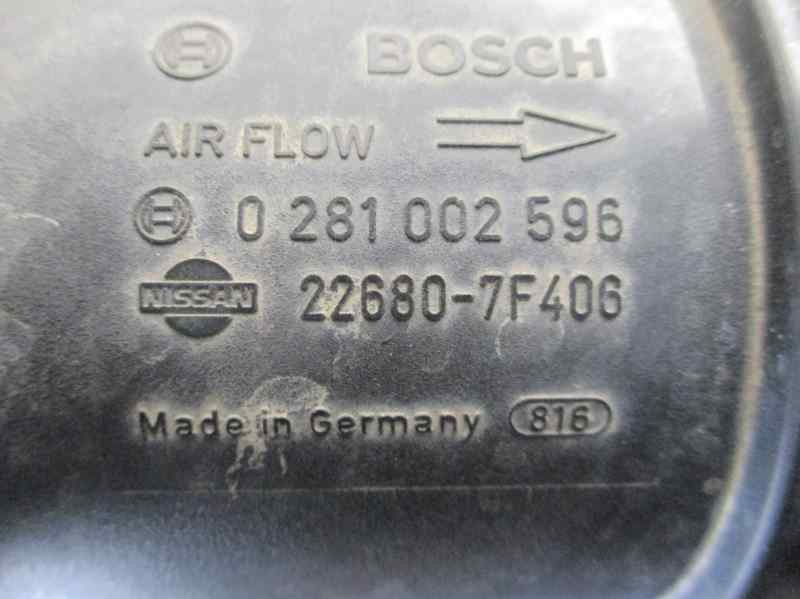 BOSCH
AIR FLOW
0 281 002 596
NISSAN 22680-7F406
Made in Germany 816